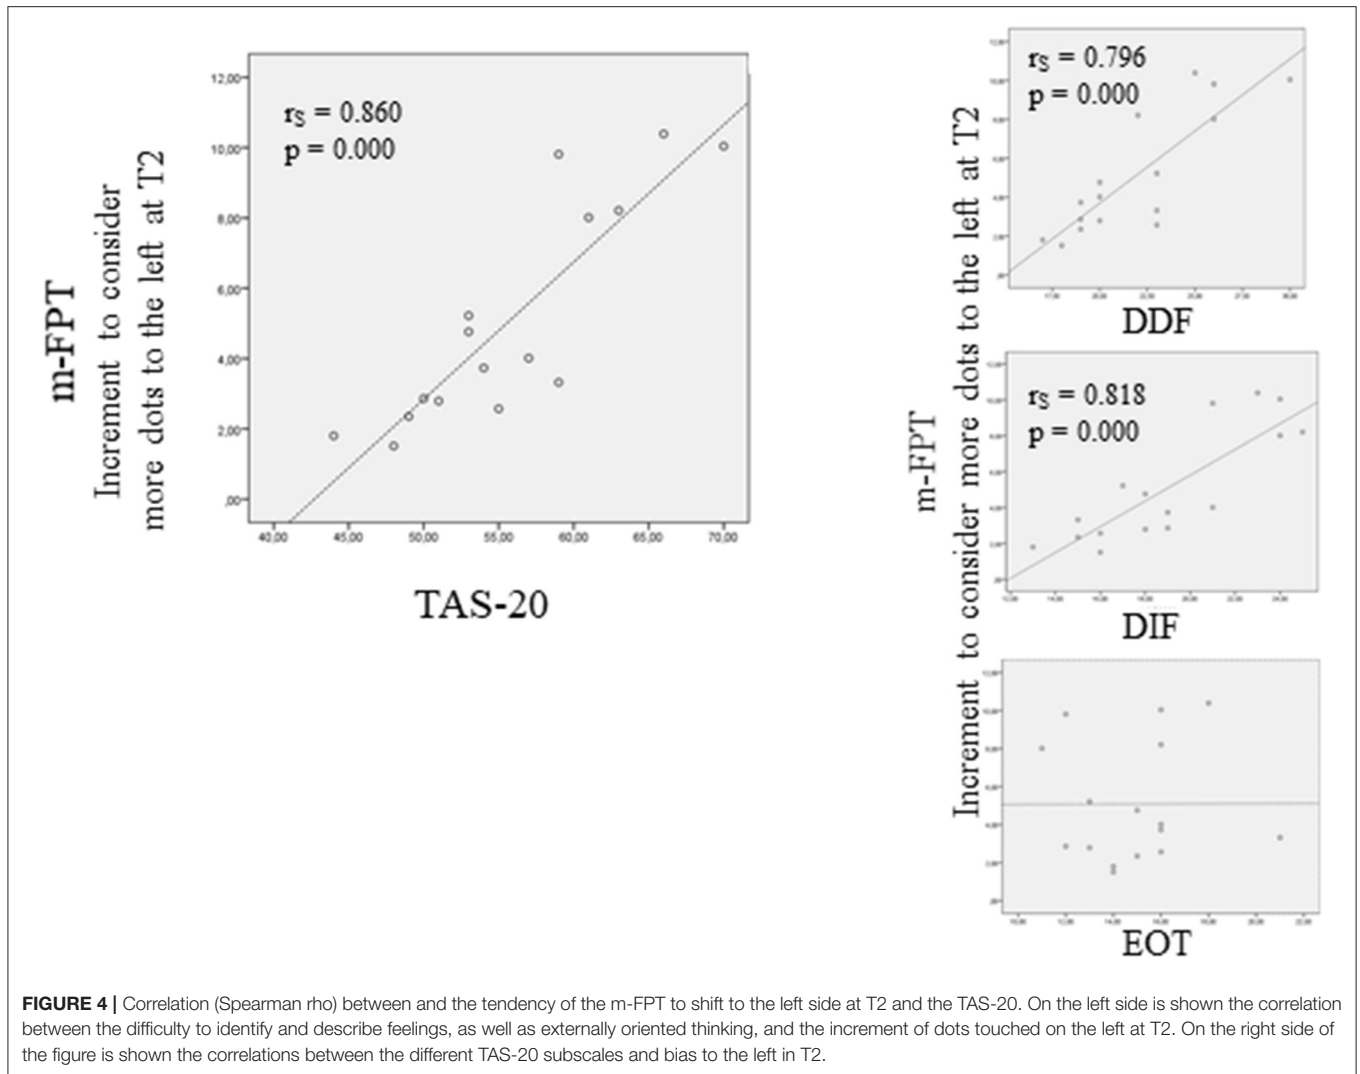 12,00
10,00
8,00
6,00
4,00
2,00
,00
40,00 45,00 50,00 55,00 60,00 65,00 70,00
rS = 0.860
p = 0.000
m-FPT
Increment to consider
more dots to the left at T2
TAS-20
m-FPT
Increment to consider more dots to the left at T2
rS = 0.796
p = 0.000
DDF
rS = 0.818
p = 0.000
DIF
EOT
FIGURE 4 | Correlation (Spearman rho) between and the tendency of the m-FPT to shift to the left side at T2 and the TAS-20. On the left side is shown the correlation
between the difficulty to identify and describe feelings, as well as externally oriented thinking, and the increment of dots touched on the left at T2. On the right side of
the figure is shown the correlations between the different TAS-20 subscales and bias to the left in T2.